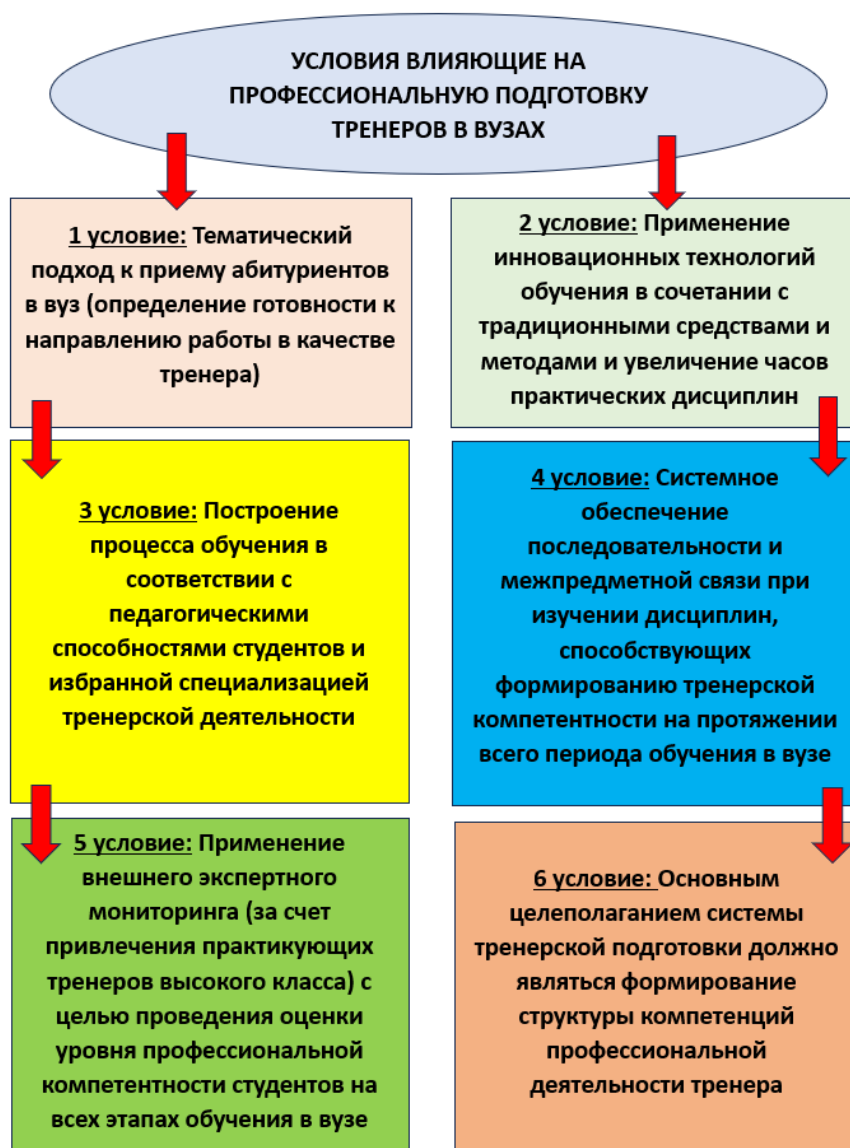 УСЛОВИЯ ВЛИЯЮЩИЕ НА
ПРОФЕССИОНАЛЬНУЮ ПОДГОТОВКУ
ТРЕНЕРОВ В ВУЗАХ
1 условие: Тематический
подход к приему абитуриентов
в вуз (определение готовности к
направлению работы в качестве
тренера)
2 условие: Применение
инновационных технологий
обучения в сочетании с
традиционными средствами и
методами и увеличение часов
практических дисциплин
3 условие: Построение
процесса обучения в
соответствии с
педагогическими
способностями студентов и
избранной специализацией
тренерской деятельности
4 условие: Системное
обеспечение
последовательности и
межпредметной связи при
изучении дисциплин,
способствующих
формированию тренерской
компетентности на протяжении
всего периода обучения в вузе
5 условие: Применение
внешнего экспертного
мониторинга (за счет
привлечения практикующих
тренеров высокого класса) с
целью проведения оценки
уровня профессиональной
компетентности студентов на
всех этапах обучения в вузе
6 условие: Основным
целеполаганием системы
тренерской подготовки должно
являться формирование
структуры компетенций
профессиональной
деятельности тренера